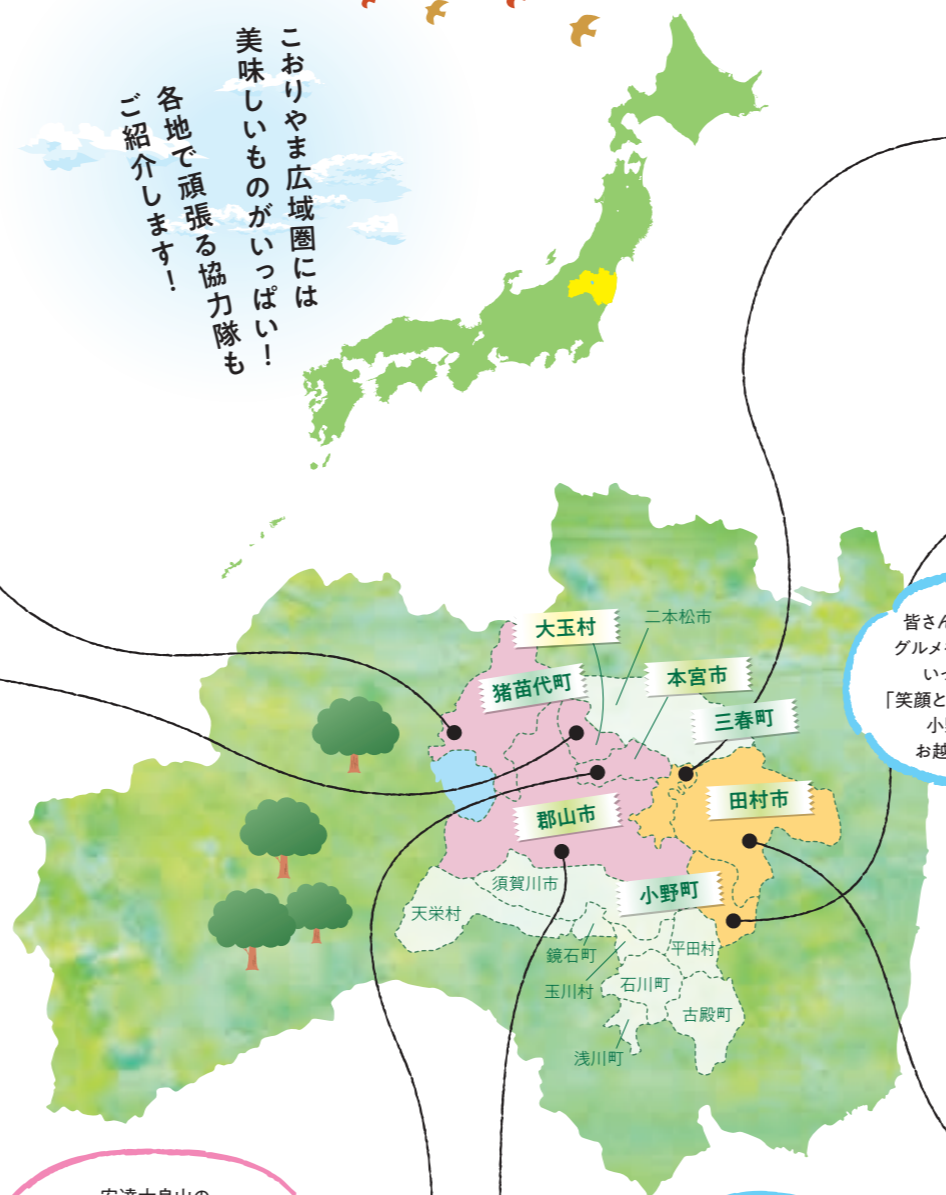 こおりやま広域圏には
美味しいものがいっぱい！
各地で頑張る協力隊も
ご紹介します！
大玉村
二本松市
猪苗代町
本宮市
三春町
田村市
郡山市
小野町
須賀川市
天栄村
鏡石町
平田村
玉川村
石川町
古殿町
浅川町
皆さん
グルメ
いっ
「笑顔と
小野
お越